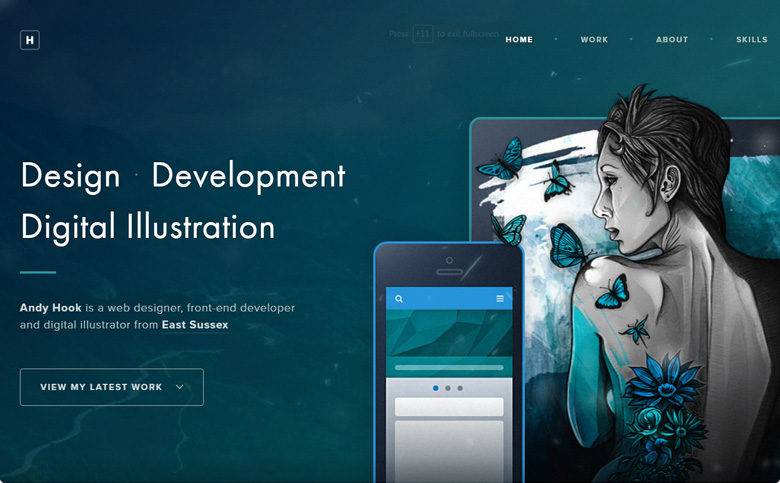 H
Press F11 to exit fullscreen
HOME · WORK · ABOUT · SKILLS
Design · Development
Digital Illustration
Andy Hook is a web designer, front-end developer
and digital illustrator from East Sussex
VIEW MY LATEST WORK